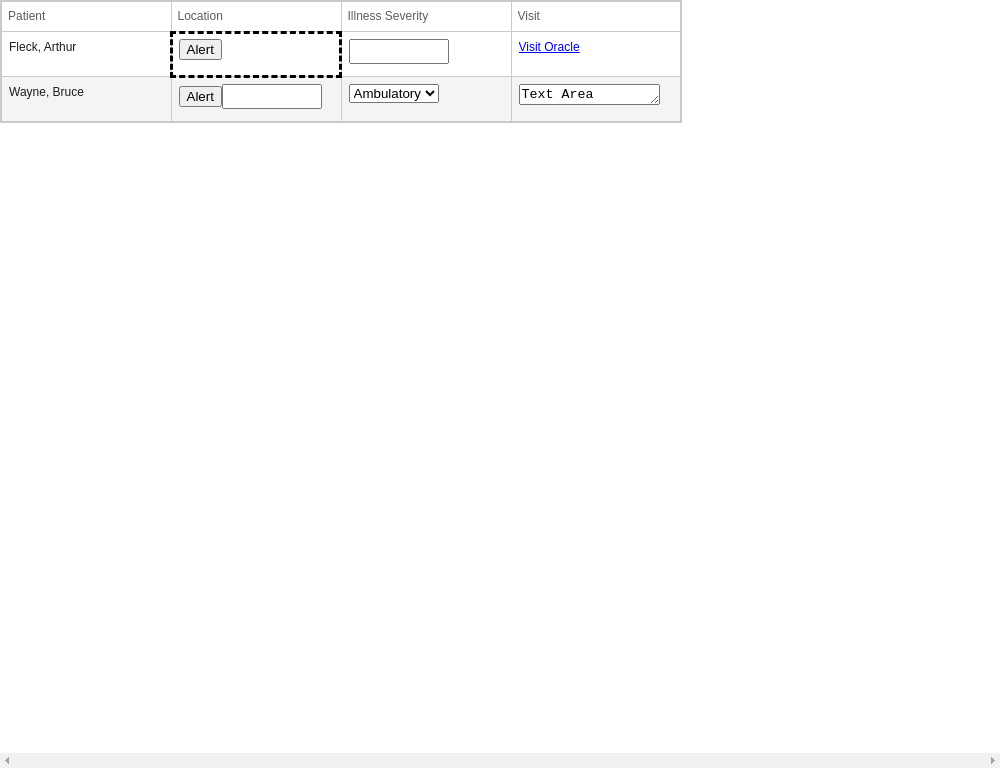 Patient Location Illness Severity Visit
Fleck, Arthur Alert Visit Oracle
Wayne, Bruce Alert Ambulatory Text Area